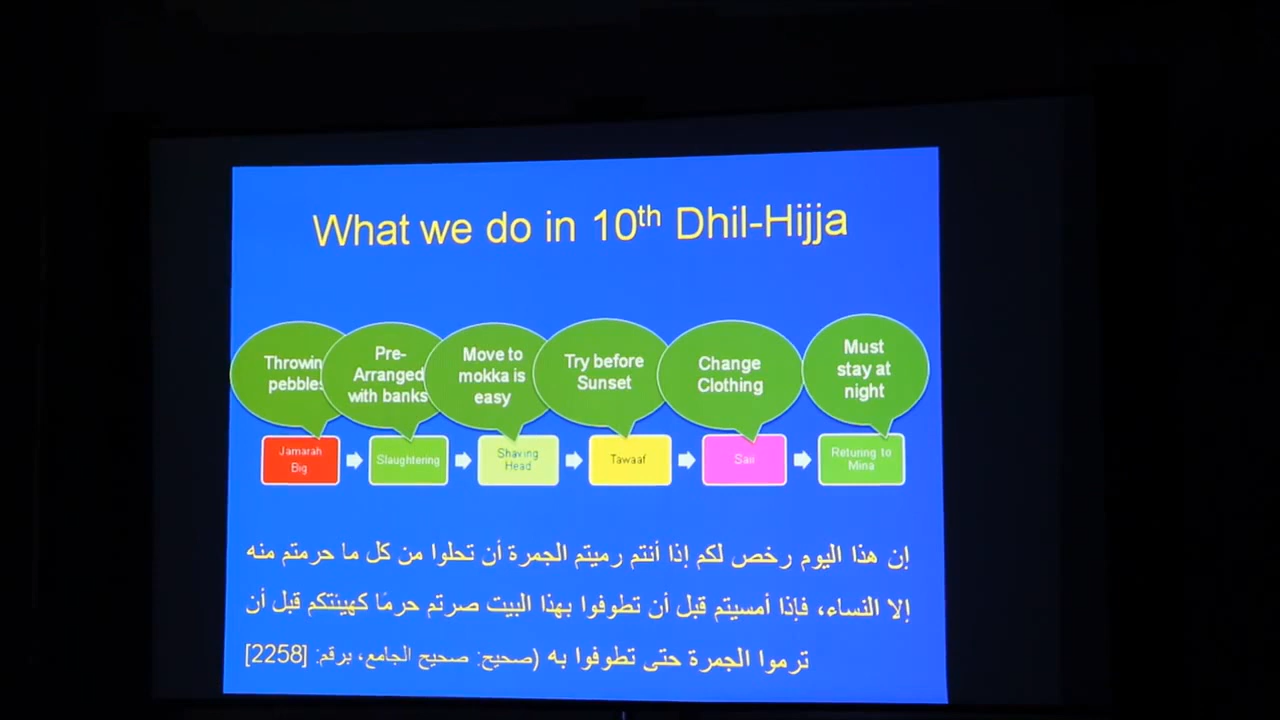 What we do in 10th Dhil-Hijja
Throwin
pebbles
Pre-
Arranged
with banks
Move to
mokka is
easy
Try before
Sunset
Change
Clothing
Must
stay at
night
Jamarah
Big
Slaughtering
Shaving
Head
Tawaaf
Saii
Returing to
Mina
إن هذا اليوم رخص لكم إذا أنتم رميتم الجمرة أن تحلوا من كل ما حرمتم منه
إلا النساء، فإذا أمسيتم قبل أن تطوفوا بهذا البيت صرتم حرمًا كهيئتكم قبل أن
ترموا الجمرة حتى تطوفوا به (صحيح: صحيح الجامع، برقم: [2258]